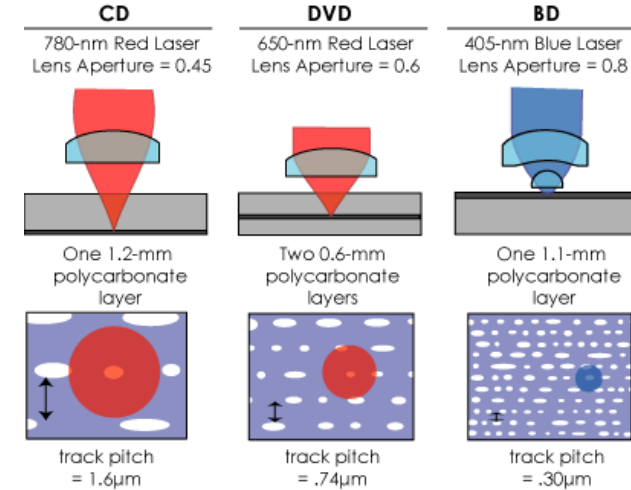 CD
780-nm Red Laser
Lens Aperture = 0.45
One 1.2-mm
polycarbonate
layer
track pitch
= 1.6µm
DVD
650-nm Red Laser
Lens Aperture = 0.6
Two 0.6-mm
polycarbonate
layers
track pitch
= .74µm
BD
405-nm Blue Laser
Lens Aperture = 0.8
One 1.1-mm
polycarbonate
layer
track pitch
= .30µm